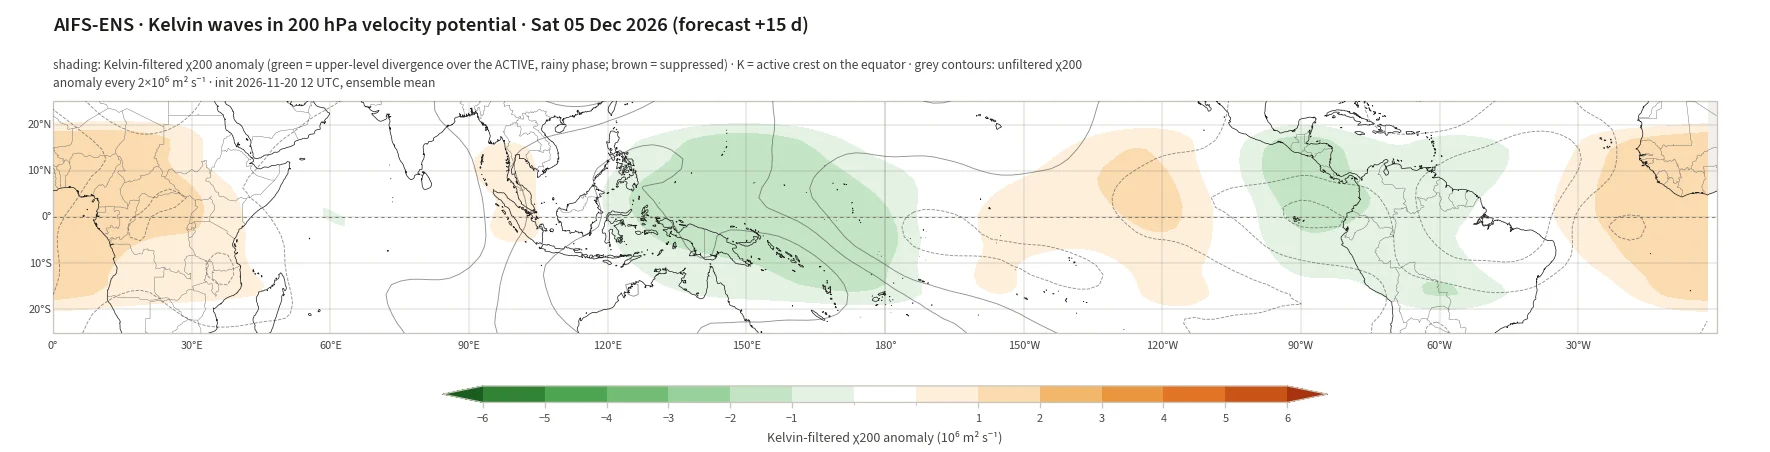 AIFS-ENS · Kelvin waves in 200 hPa velocity potential · Sat 05 Dec 2026 (forecast +15 d)
shading: Kelvin-filtered χ200 anomaly (green = upper-level divergence over the ACTIVE, rainy phase; brown = suppressed) · K = active crest on the equator · grey contours: unfiltered χ200
anomaly every 2×10⁶ m² s⁻¹ · init 2026-11-20 12 UTC, ensemble mean
20°N
10°N
0°
10°S
20°S
0° 30°E 60°E 90°E 120°E 150°E 180° 150°W 120°W 90°W 60°W 30°W
−6 −5 −4 −3 −2 −1 1 2 3 4 5 6
Kelvin-filtered χ200 anomaly (10⁶ m² s⁻¹)